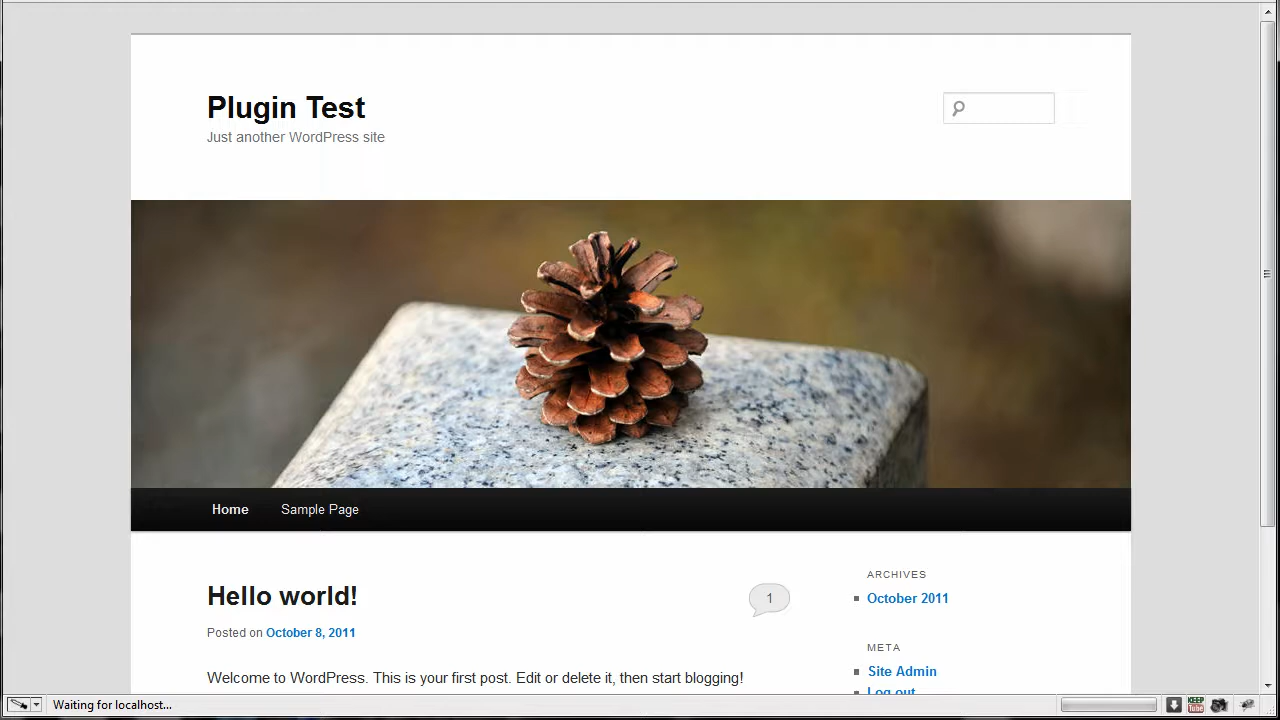 Plugin Test
Just another WordPress site
Home
Sample Page
Hello world!
1
Posted on October 8, 2011
Welcome to WordPress. This is your first post. Edit or delete it, then start blogging!
ARCHIVES
October 2011
META
Site Admin
Log out
Waiting for localhost...
KEEP
Tube